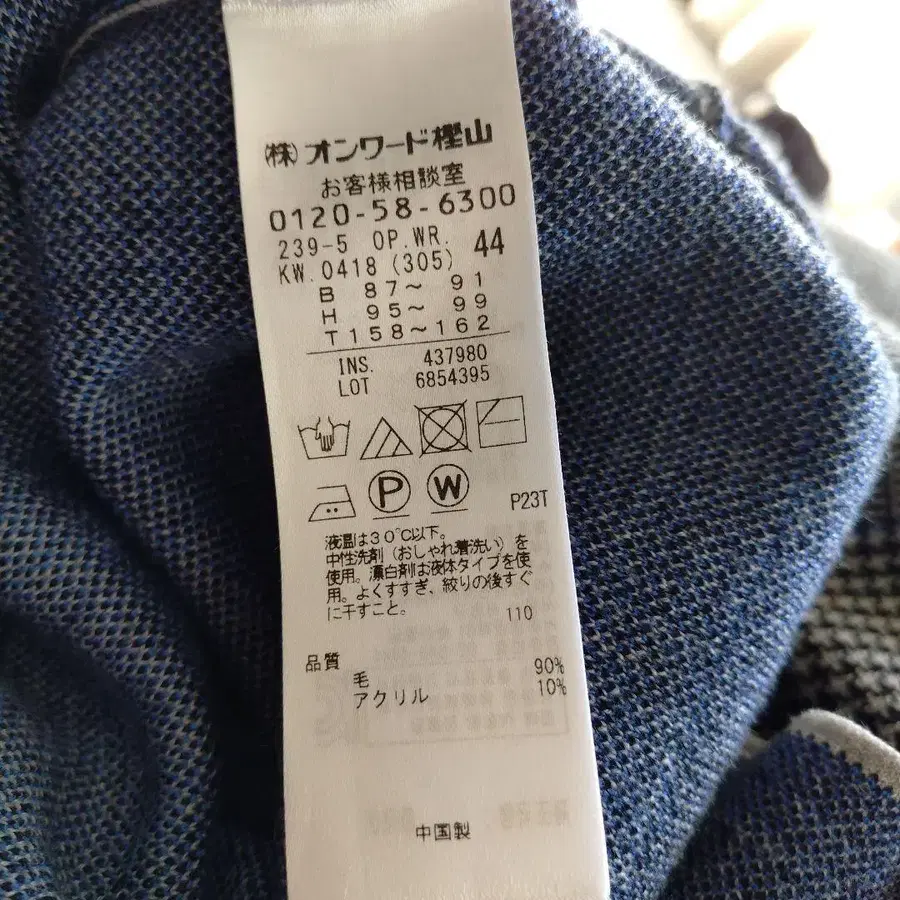 (株)オンワード樫山
お客様相談室
0120-58-6300
239-5 OP.WR. 44
KW.0418 (305)
B 87～ 91
H 95～ 99
T158～162
INS. 437980
LOT 6854395
P W P23T
液温は30℃以下。
中性洗剤(おしゃれ着洗い)を
使用。漂白剤は液体タイプを使
用。よくすすぎ、絞りの後すぐ
に干すこと。
110
品質
毛 90%
アクリル 10%
中国製